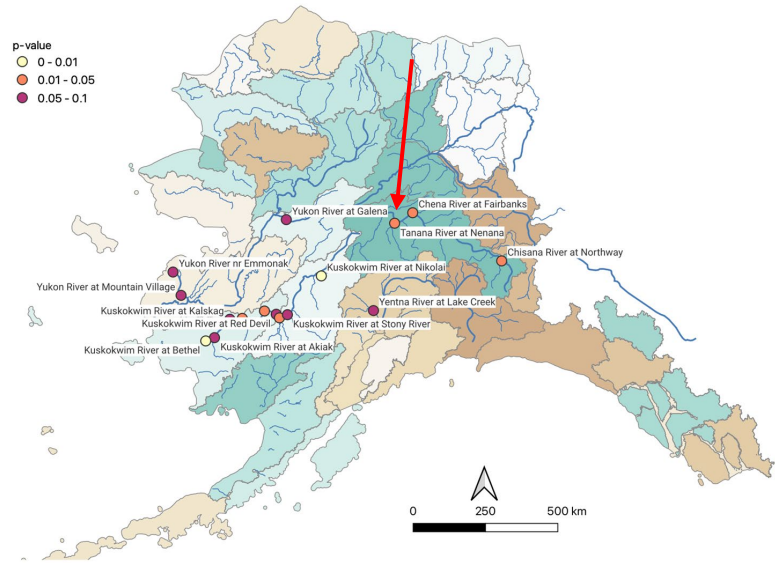 p-value
0 - 0.01
0.01 - 0.05
0.05 - 0.1
Chena River at Fairbanks
Yukon River at Galena
Tanana River at Nenana
Chisana River at Northway
Yukon River nr Emmonak
Kuskokwim River at Nikolai
Yukon River at Mountain Village
Yentna River at Lake Creek
Kuskokwim River at Kalskag
Kuskokwim River at Red Devil
Kuskokwim River at Stony River
Kuskokwim River at Bethel
Kuskokwim River at Akiak
0 250 500 km